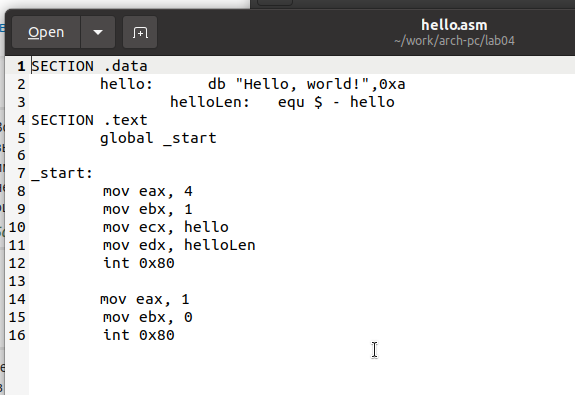 Open
hello.asm
~/work/arch-pc/lab04
1 SECTION .data
2 hello: db "Hello, world!",0xa
3 helloLen: equ $ - hello
4 SECTION .text
5 global _start
6
7 _start:
8 mov eax, 4
9 mov ebx, 1
10 mov ecx, hello
11 mov edx, helloLen
12 int 0x80
13
14 mov eax, 1
15 mov ebx, 0
16 int 0x80